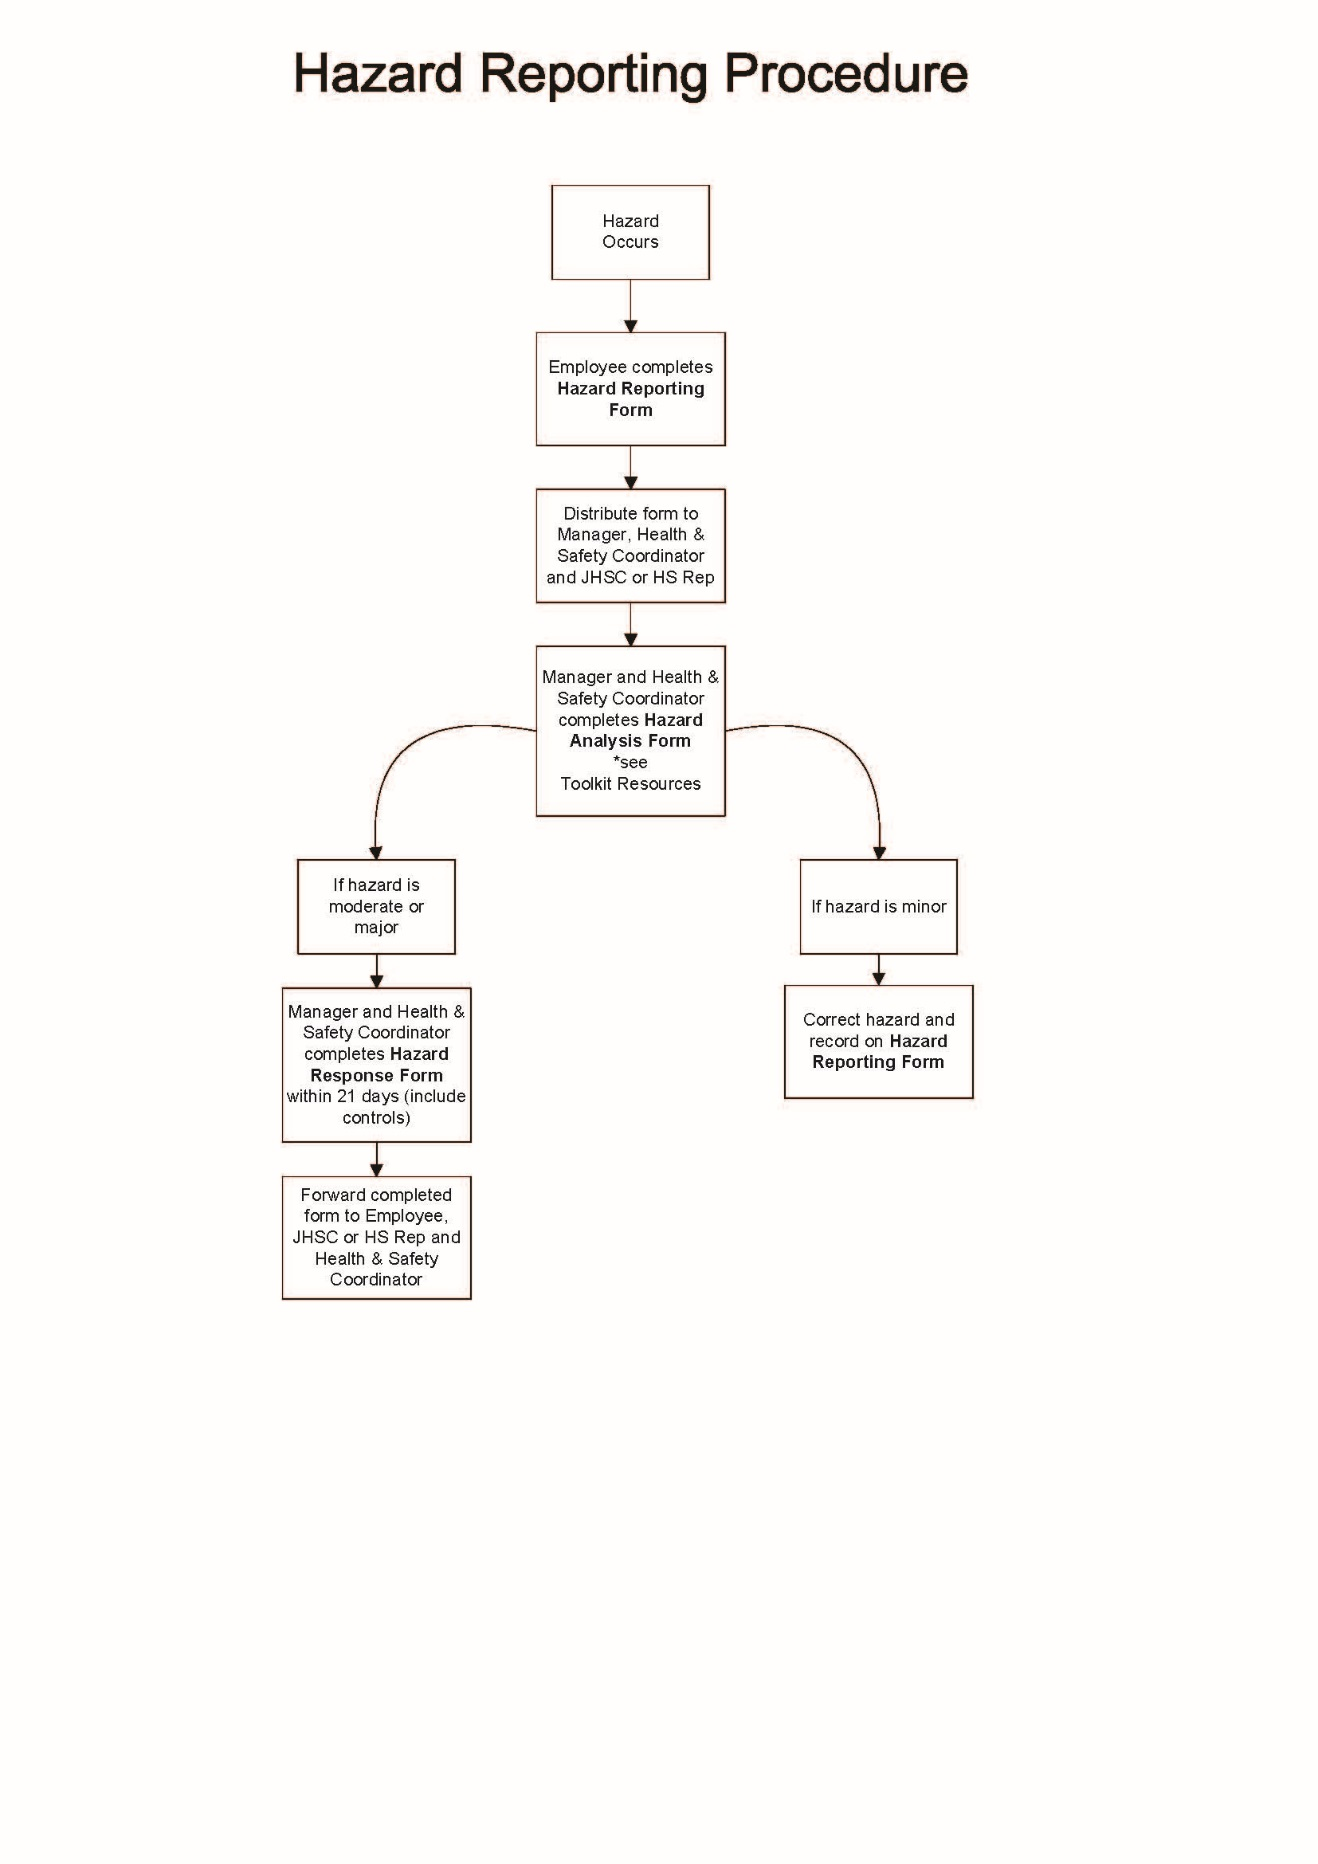 Hazard Reporting Procedure
Hazard
Occurs
Employee completes
Hazard Reporting
Form
Distribute form to
Manager, Health &
Safety Coordinator
and JHSC or HS Rep
Manager and Health &
Safety Coordinator
completes Hazard
Analysis Form
*see
Toolkit Resources
If hazard is
moderate or
major
If hazard is minor
Manager and Health &
Safety Coordinator
completes Hazard
Response Form
within 21 days (include
controls)
Correct hazard and
record on Hazard
Reporting Form
Forward completed
form to Employee,
JHSC or HS Rep and
Health & Safety
Coordinator